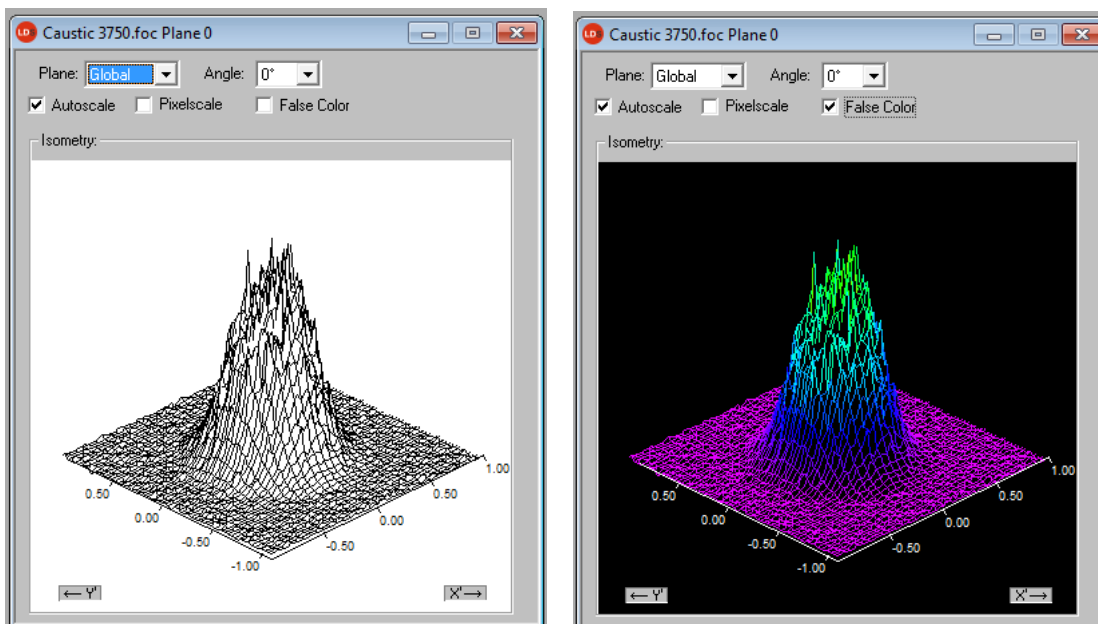 LD Caustic 3750.foc Plane 0
Plane: Global Angle: 0°
Autoscale Pixelscale False Color
Isometry:
1.00
0.50 0.50
0.00 0.00
-0.50 -0.50
-1.00
← Y' X' →
LD Caustic 3750.foc Plane 0
Plane: Global Angle: 0°
Autoscale Pixelscale False Color
Isometry:
1.00
0.50 0.50
0.00 0.00
-0.50 -0.50
-1.00
← Y' X' →